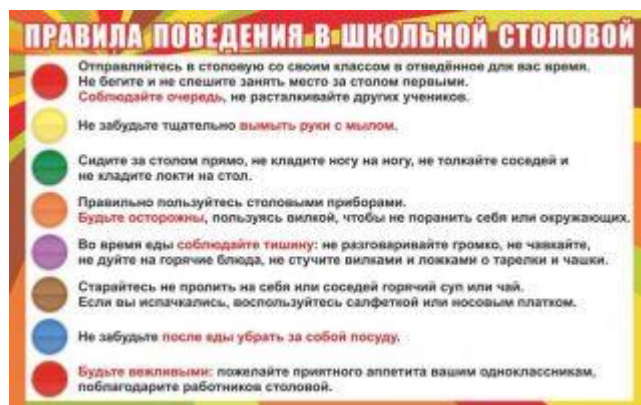 ПРАВИЛА ПОВЕДЕНИЯ В ШКОЛЬНОЙ СТОЛОВОЙ
Отправляйтесь в столовую со своим классом в отведённое для вас время.
Не бегите и не спешите занять место за столом первыми.
Соблюдайте очередь, не расталкивайте других учеников.
Не забудьте тщательно вымыть руки с мылом.
Сидите за столом прямо, не кладите ногу на ногу, не толкайте соседей и
не кладите локти на стол.
Правильно пользуйтесь столовыми приборами.
Будьте осторожны, пользуясь вилкой, чтобы не поранить себя или окружающих.
Во время еды соблюдайте тишину: не разговаривайте громко, не чавкайте,
не дуйте на горячие блюда, не стучите вилками и ложками о тарелки и чашки.
Старайтесь не пролить на себя или соседей горячий суп или чай.
Если вы испачкались, воспользуйтесь салфеткой или носовым платком.
Не забудьте после еды убрать за собой посуду.
Будьте вежливыми: пожелайте приятного аппетита вашим одноклассникам,
поблагодарите работников столовой.